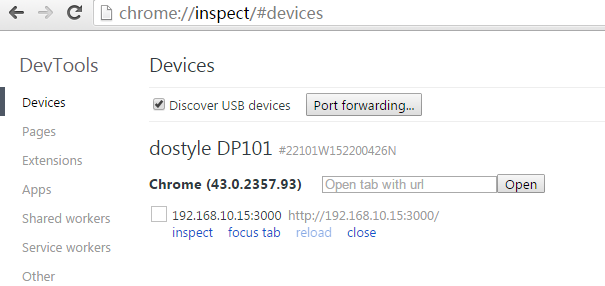 chrome://inspect/#devices
DevTools
Devices
Pages
Extensions
Apps
Shared workers
Service workers
Other
Devices
Discover USB devices Port forwarding...
dostyle DP101 #22101W152200426N
Chrome (43.0.2357.93) Open tab with url Open
192.168.10.15:3000 http://192.168.10.15:3000/
inspect focus tab reload close